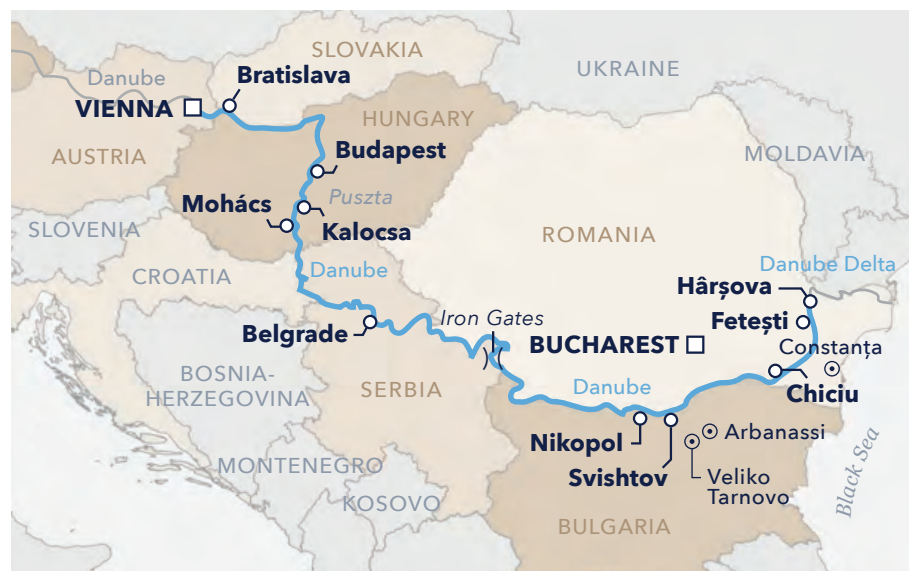 SLOVAKIA
UKRAINE
Danube
Bratislava
VIENNA
HUNGARY
AUSTRIA
Budapest
MOLDAVIA
Mohács
Puszta
SLOVENIA
Kalocsa
ROMANIA
CROATIA
Danube
Danube Delta
Hârșova
Iron Gates
Fetești
Belgrade
BUCHAREST
Constanța
BOSNIA-
HERZEGOVINA
SERBIA
Danube
Chiciu
Nikopol
Arbanassi
Svishtov
Veliko
Tarnovo
MONTENEGRO
KOSOVO
BULGARIA
Black Sea